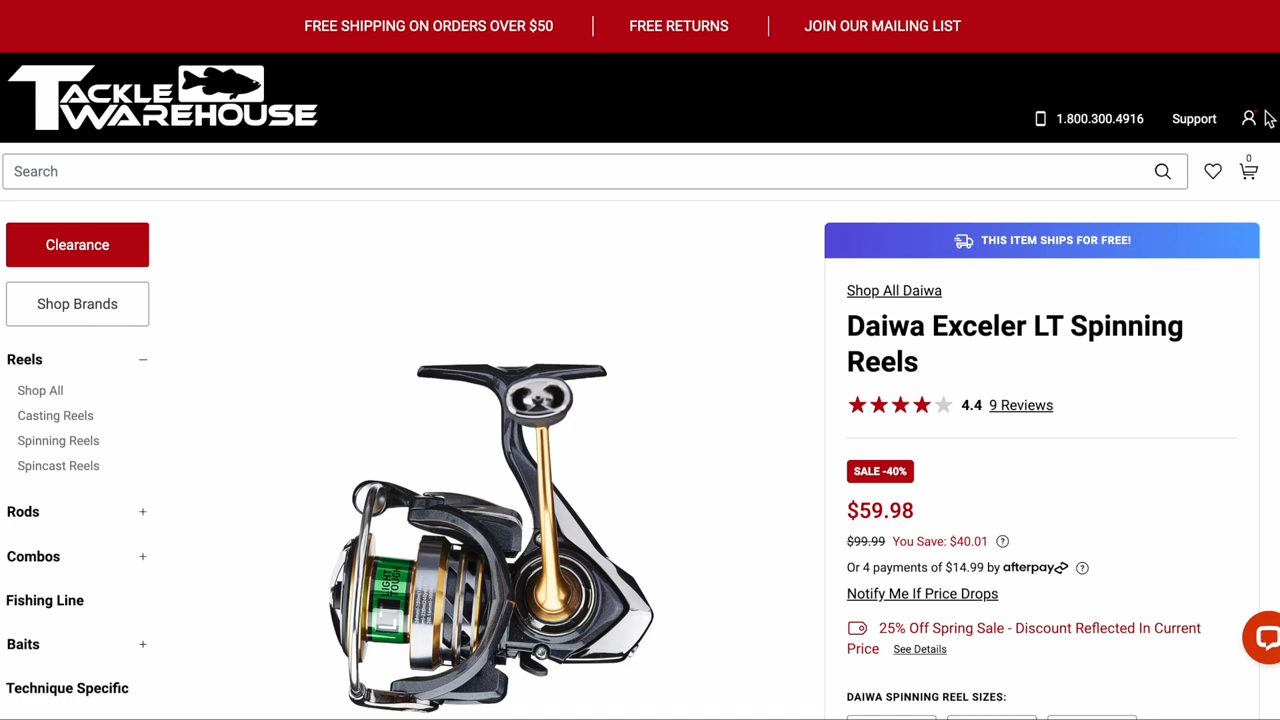 FREE SHIPPING ON ORDERS OVER $50
FREE RETURNS
JOIN OUR MAILING LIST
TACKLE
WAREHOUSE
1.800.300.4916
Support
Search
0
Clearance
Shop Brands
Reels
Shop All
Casting Reels
Spinning Reels
Spincast Reels
Rods
Combos
Fishing Line
Baits
Technique Specific
LIGHT
TOUGH
LT
THIS ITEM SHIPS FOR FREE!
Shop All Daiwa
Daiwa Exceler LT Spinning
Reels
4.4 9 Reviews
SALE -40%
$59.98
$99.99 You Save: $40.01 ?
Or 4 payments of $14.99 by afterpay ?
Notify Me If Price Drops
25% Off Spring Sale - Discount Reflected In Current
Price See Details
DAIWA SPINNING REEL SIZES: